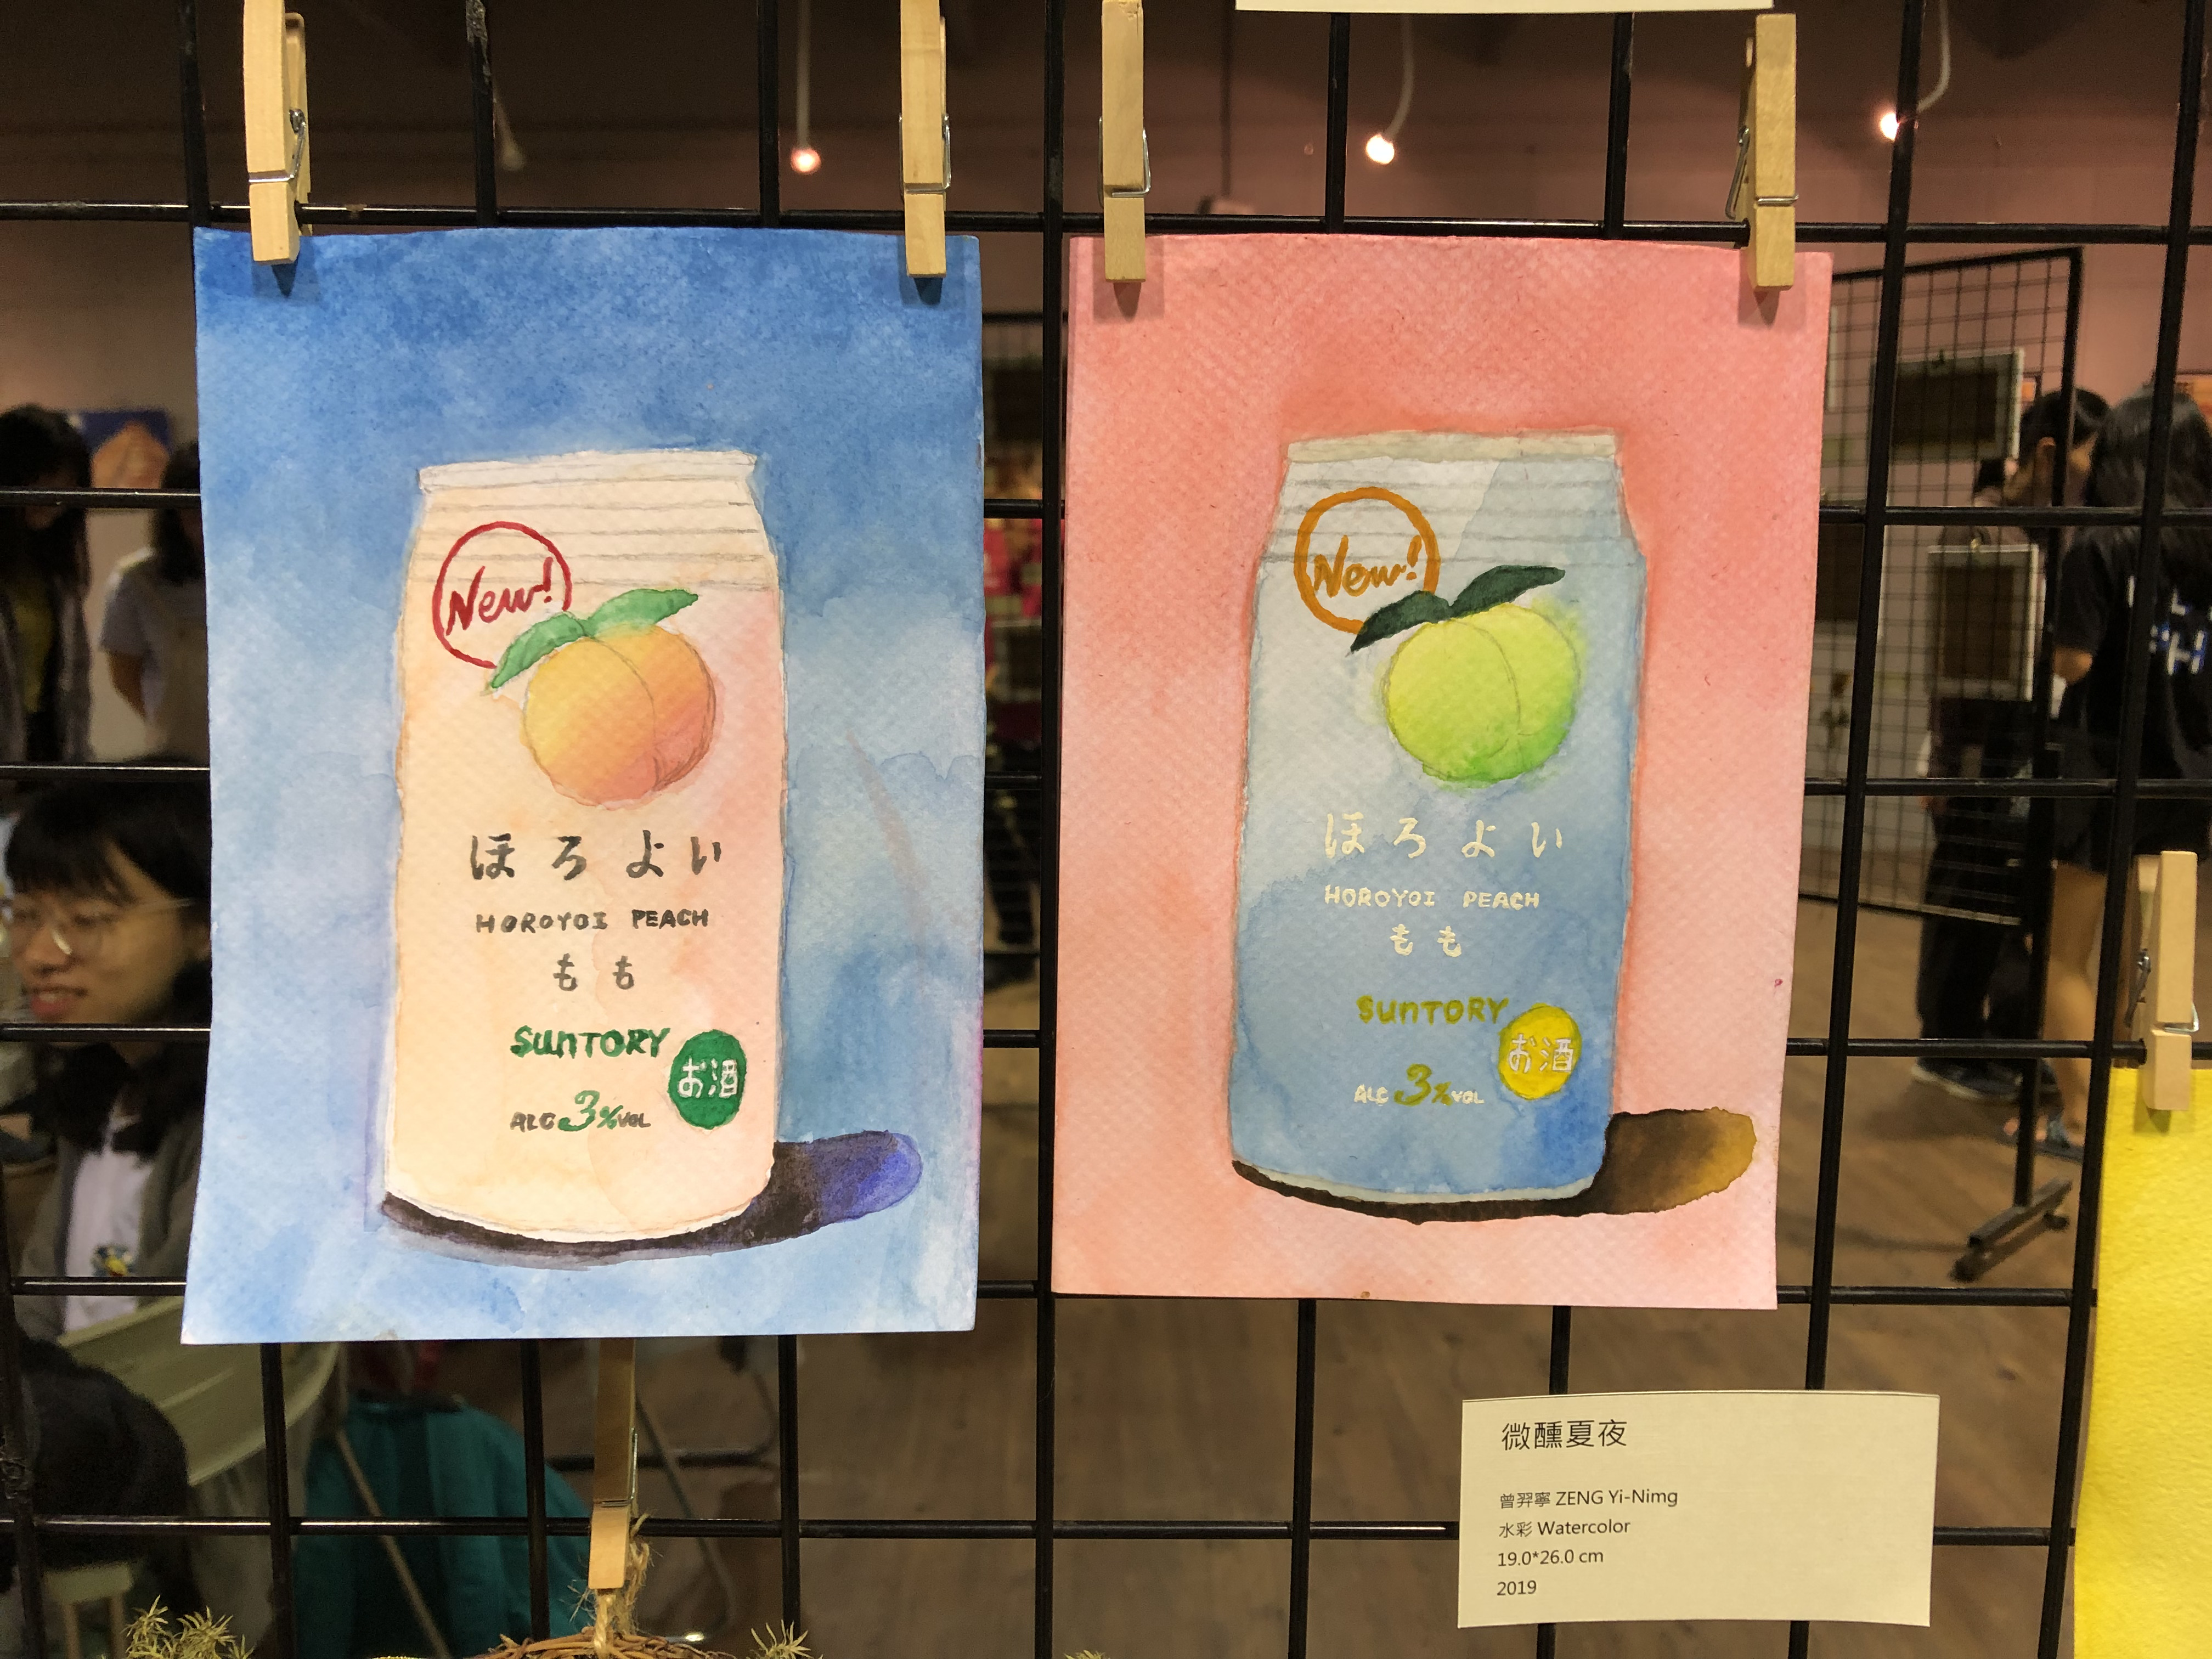 New!
ほろよい
HOROYOI PEACH
もも
SUNTORY
お酒
ALC 3%VOL
New!
ほろよい
HOROYOI PEACH
もも
SUNTORY
お酒
ALC 3%VOL
微醺夏夜
曾羿寧 ZENG Yi-Nimg
水彩 Watercolor
19.0*26.0 cm
2019